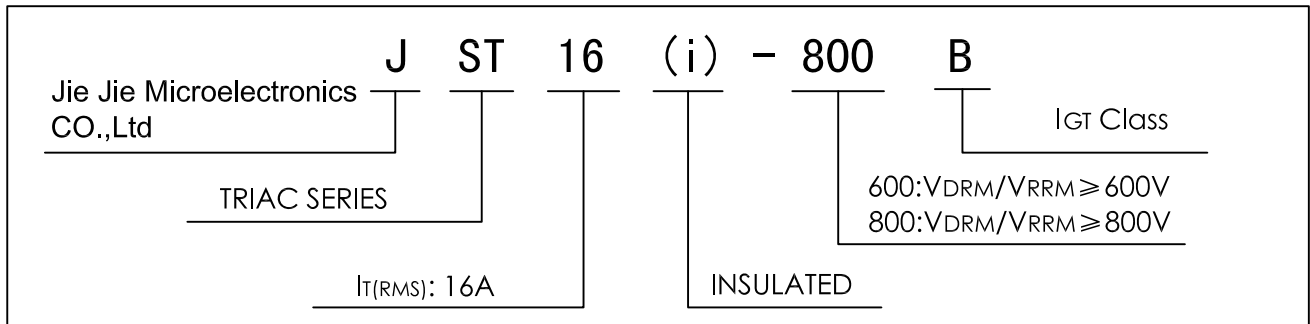 J ST 16 (i) - 800 B
Jie Jie Microelectronics
CO.,Ltd
IGT Class
TRIAC SERIES
600:VDRM/VRRM≥600V
800:VDRM/VRRM≥800V
IT(RMS): 16A
INSULATED